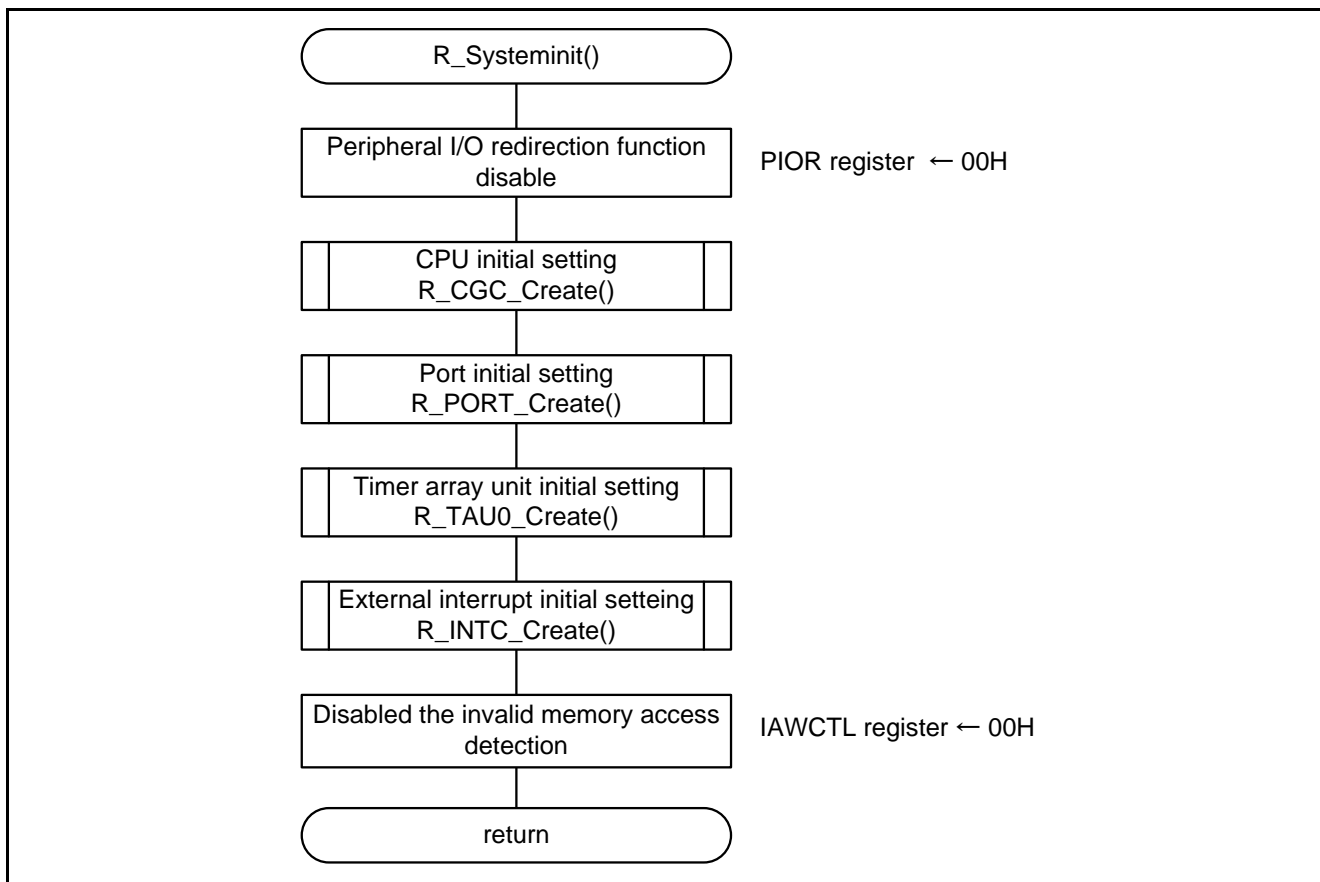 R_Systeminit()
Peripheral I/O redirection function
disable
PIOR register ← 00H
CPU initial setting
R_CGC_Create()
Port initial setting
R_PORT_Create()
Timer array unit initial setting
R_TAU0_Create()
External interrupt initial setteing
R_INTC_Create()
Disabled the invalid memory access
detection
IAWCTL register ← 00H
return